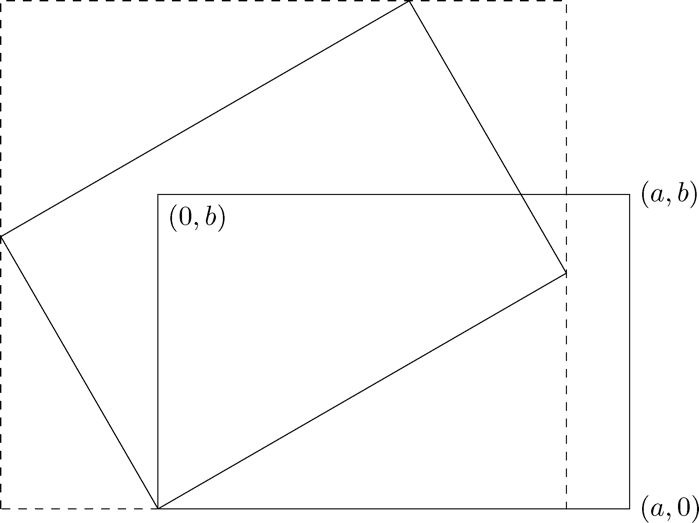 (a, b)
(0, b)
(a, 0)